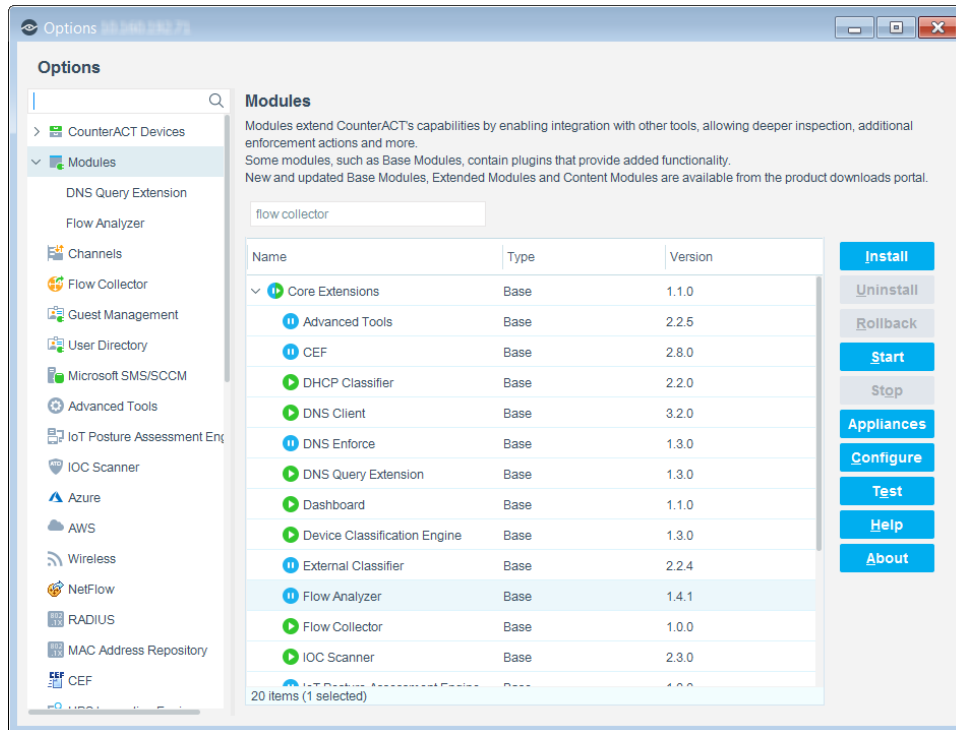 Options
Options
CounterACT Devices
Modules
DNS Query Extension
Flow Analyzer
Channels
Flow Collector
Guest Management
User Directory
Microsoft SMS/SCCM
Advanced Tools
IoT Posture Assessment Eng
IOC Scanner
Azure
AWS
Wireless
NetFlow
RADIUS
MAC Address Repository
CEF
Modules
Modules extend CounterACT's capabilities by enabling integration with other tools, allowing deeper inspection, additional
enforcement actions and more.
Some modules, such as Base Modules, contain plugins that provide added functionality.
New and updated Base Modules, Extended Modules and Content Modules are available from the product downloads portal.
flow collector
Name Type Version
Core Extensions Base 1.1.0
Advanced Tools Base 2.2.5
CEF Base 2.8.0
DHCP Classifier Base 2.2.0
DNS Client Base 3.2.0
DNS Enforce Base 1.3.0
DNS Query Extension Base 1.3.0
Dashboard Base 1.1.0
Device Classification Engine Base 1.3.0
External Classifier Base 2.2.4
Flow Analyzer Base 1.4.1
Flow Collector Base 1.0.0
IOC Scanner Base 2.3.0
IoT Posture Assessment Engine Base
20 items (1 selected)
Install
Uninstall
Rollback
Start
Stop
Appliances
Configure
Test
Help
About